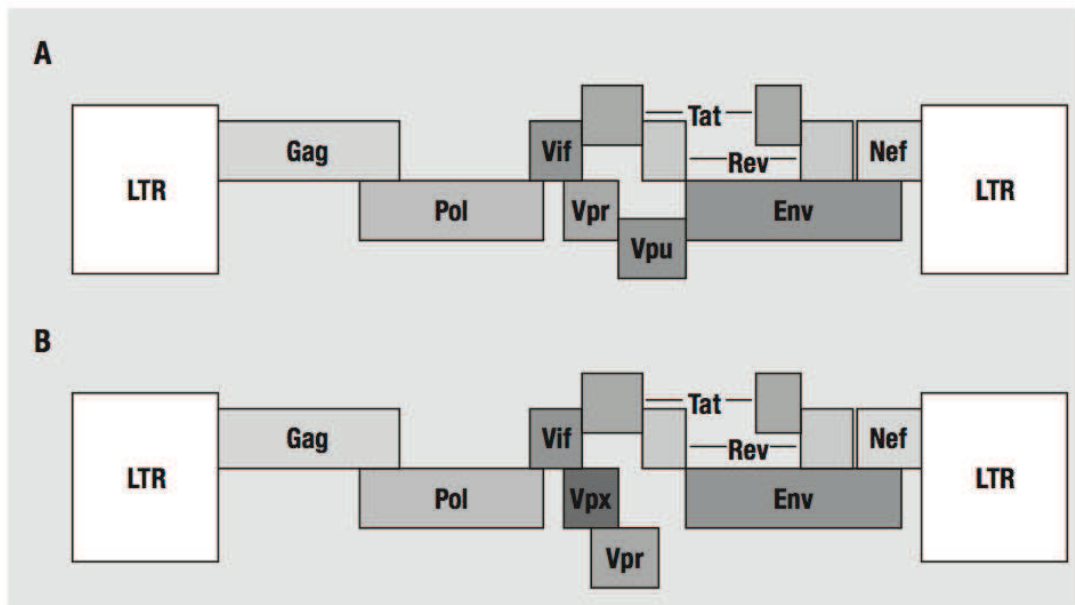 A
LTR
Gag
Pol
Vif
Vpr
Vpu
Tat
Rev
Env
Nef
LTR
B
LTR
Gag
Pol
Vif
Vpx
Vpr
Tat
Rev
Env
Nef
LTR